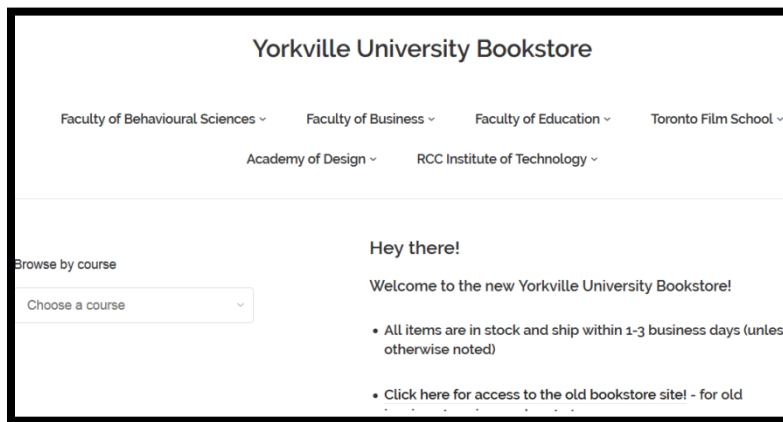 Yorkville University Bookstore
Faculty of Behavioural Sciences Faculty of Business Faculty of Education Toronto Film School
Academy of Design RCC Institute of Technology
Hey there!
Browse by course
Welcome to the new Yorkville University Bookstore!
Choose a course
• All items are in stock and ship within 1-3 business days (unles
otherwise noted)
• Click here for access to the old bookstore site! - for old